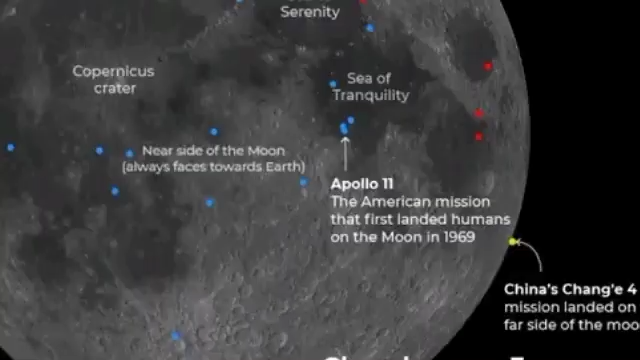 Serenity
Copernicus
crater
Sea of
Tranquility
Near side of the Moon
(always faces towards Earth)
Apollo 11
The American mission
that first landed humans
on the Moon in 1969
China's Chang'e 4
mission landed on
far side of the moo